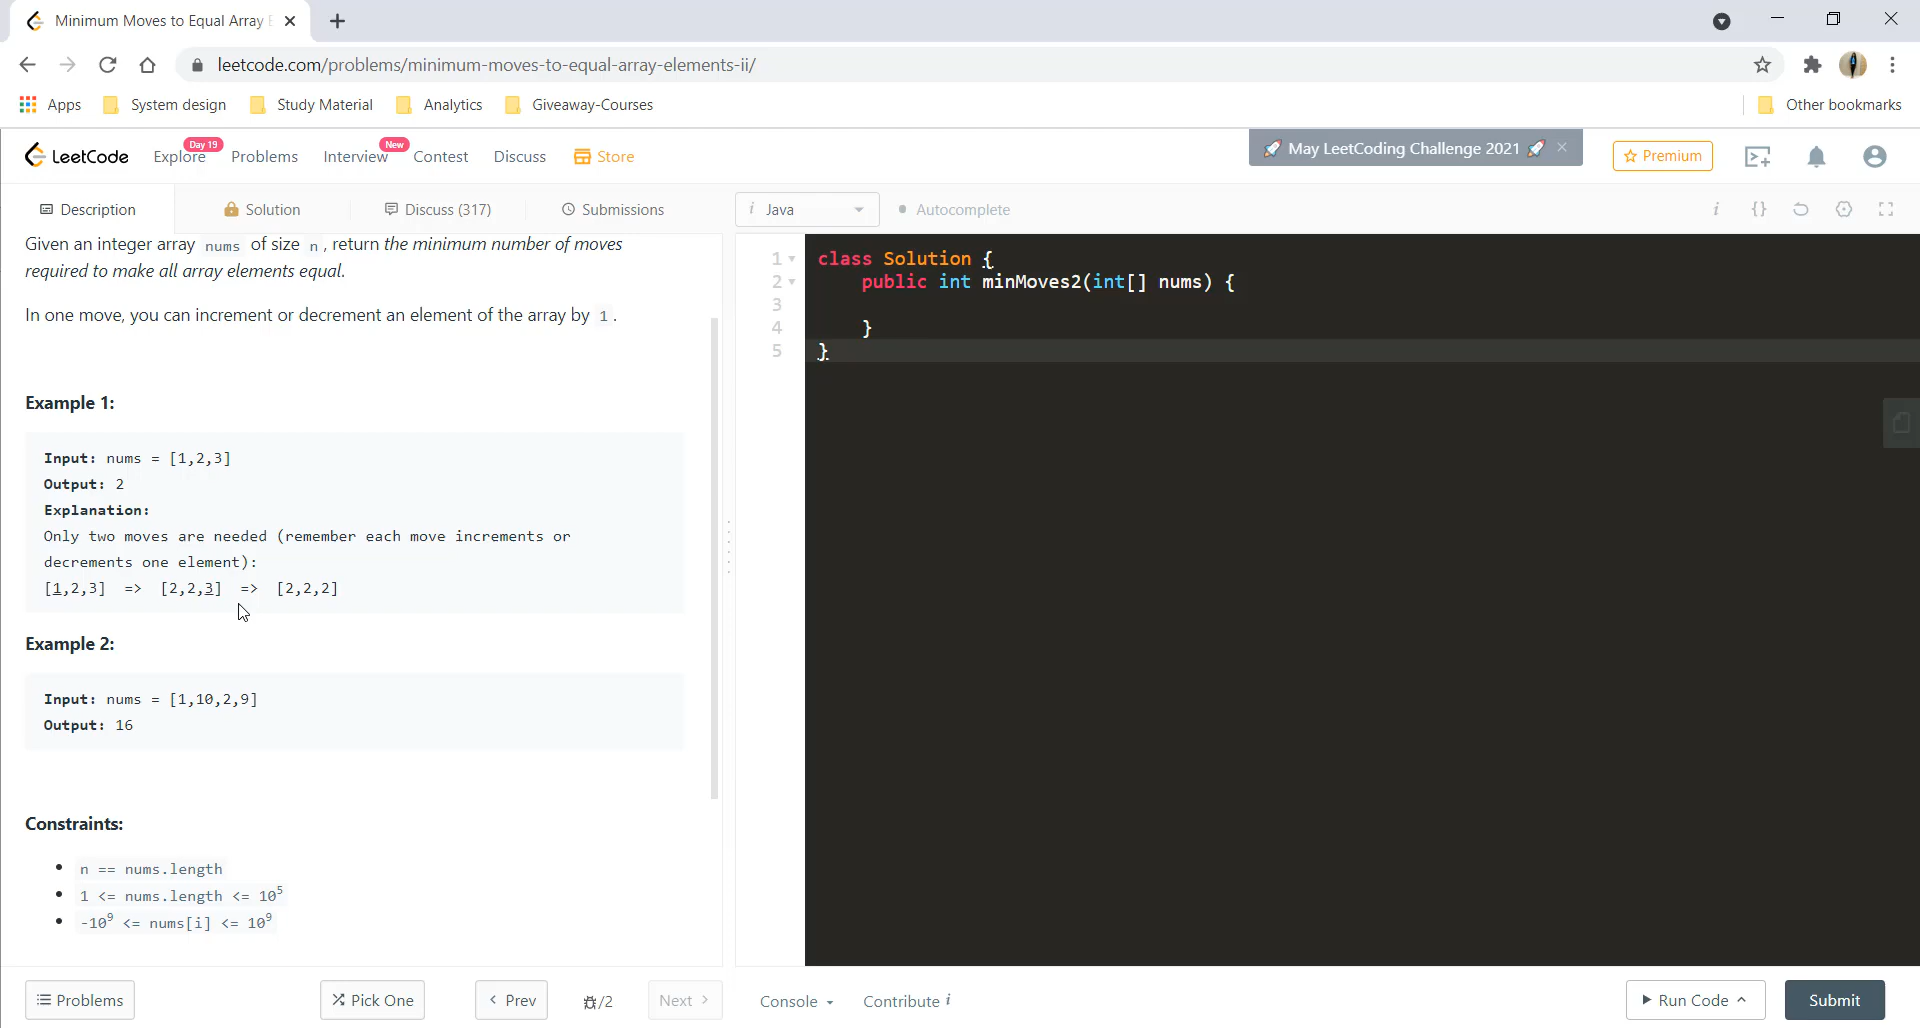 Minimum Moves to Equal Array E
leetcode.com/problems/minimum-moves-to-equal-array-elements-ii/
Apps System design Study Material Analytics Giveaway-Courses Other bookmarks
LeetCode Explore Day 19 Problems Interview New Contest Discuss Store May LeetCoding Challenge 2021 Premium
Description Solution Discuss (317) Submissions i Java Autocomplete i {}
Given an integer array nums of size n, return the minimum number of moves
required to make all array elements equal.
In one move, you can increment or decrement an element of the array by 1.
Example 1:
Input: nums = [1,2,3]
Output: 2
Explanation:
Only two moves are needed (remember each move increments or
decrements one element):
[1,2,3] => [2,2,3] => [2,2,2]
Example 2:
Input: nums = [1,10,2,9]
Output: 16
Constraints:
n == nums.length
1 <= nums.length <= 10⁵
-10⁹ <= nums[i] <= 10⁹
1 class Solution {
2 public int minMoves2(int[] nums) {
3
4 }
5 }
Problems Pick One < Prev /2 Next > Console Contribute i Run Code Submit